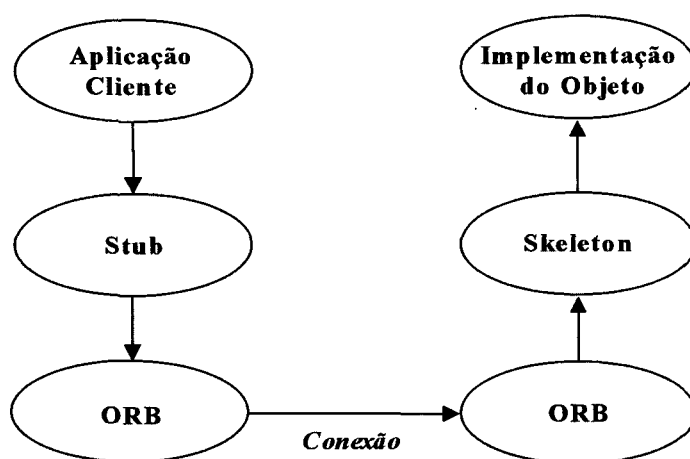 Aplicação
Cliente
Implementação
do Objeto
Stub
Skeleton
ORB
ORB
Conexão